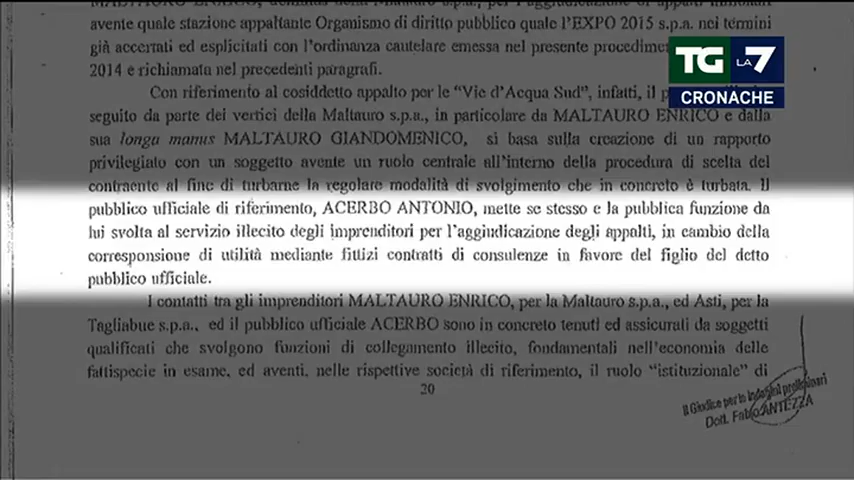 avente quale stazione appaltante Organismo di diritto pubblico quale l'EXPO 2015 s.p.a. nei termini
già accertati ed esplicitati con l'ordinanza cautelare emessa nel presente
2014 e richiamata nel precedenti paragrafi.
TG LA7
CRONACHE
Con riferimento al cosiddetto appalto per le "Vie d'Acqua Sud", infatti, il
seguito da parte dei vertici della Maltauro s.p.a., in particolare da MALTAURO ENRICO e dalla
sua longa manus MALTAURO GIANDOMENICO, si basa sulla creazione di un rapporto
privilegiato con un soggetto avente un ruolo centrale all'interno della procedura di scelta del
contraente al fine di turbarne la regolare modalità di svolgimento che in concreto è turbata. Il
pubblico ufficiale di riferimento, ACERBO ANTONIO, mette se stesso e la pubblica funzione da
lui svolta al servizio illecito degli imprenditori per l'aggiudicazione degli appalti, in cambio della
corresponsione di utilità mediante fittizi contratti di consulenze in favore del figlio del detto
pubblico ufficiale.
I contatti tra gli imprenditori MALTAURO ENRICO, per la Maltauro s.p.a., ed Asti, per la
Tagliabue s.p.a., ed il pubblico ufficiale ACERBO sono in concreto tenuti ed assicurati da soggetti
qualificati che svolgono funzioni di collegamento illecito, fondamentali nell'economia delle
fattispecie in esame, ed aventi, nelle rispettive società di riferimento, il ruolo "istituzionale" di
20
Il Giudice per le indagini preliminari
Dott. Fabio ANTEZZA